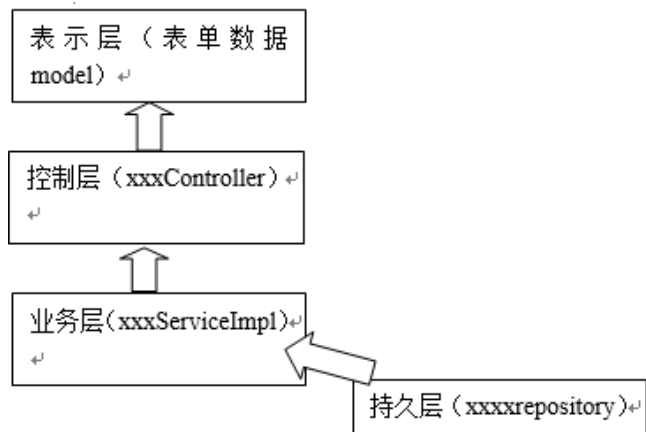 表示层（表单数据
model）
控制层（xxxController）
业务层(xxxServiceImpl)
持久层（xxxxrepository）